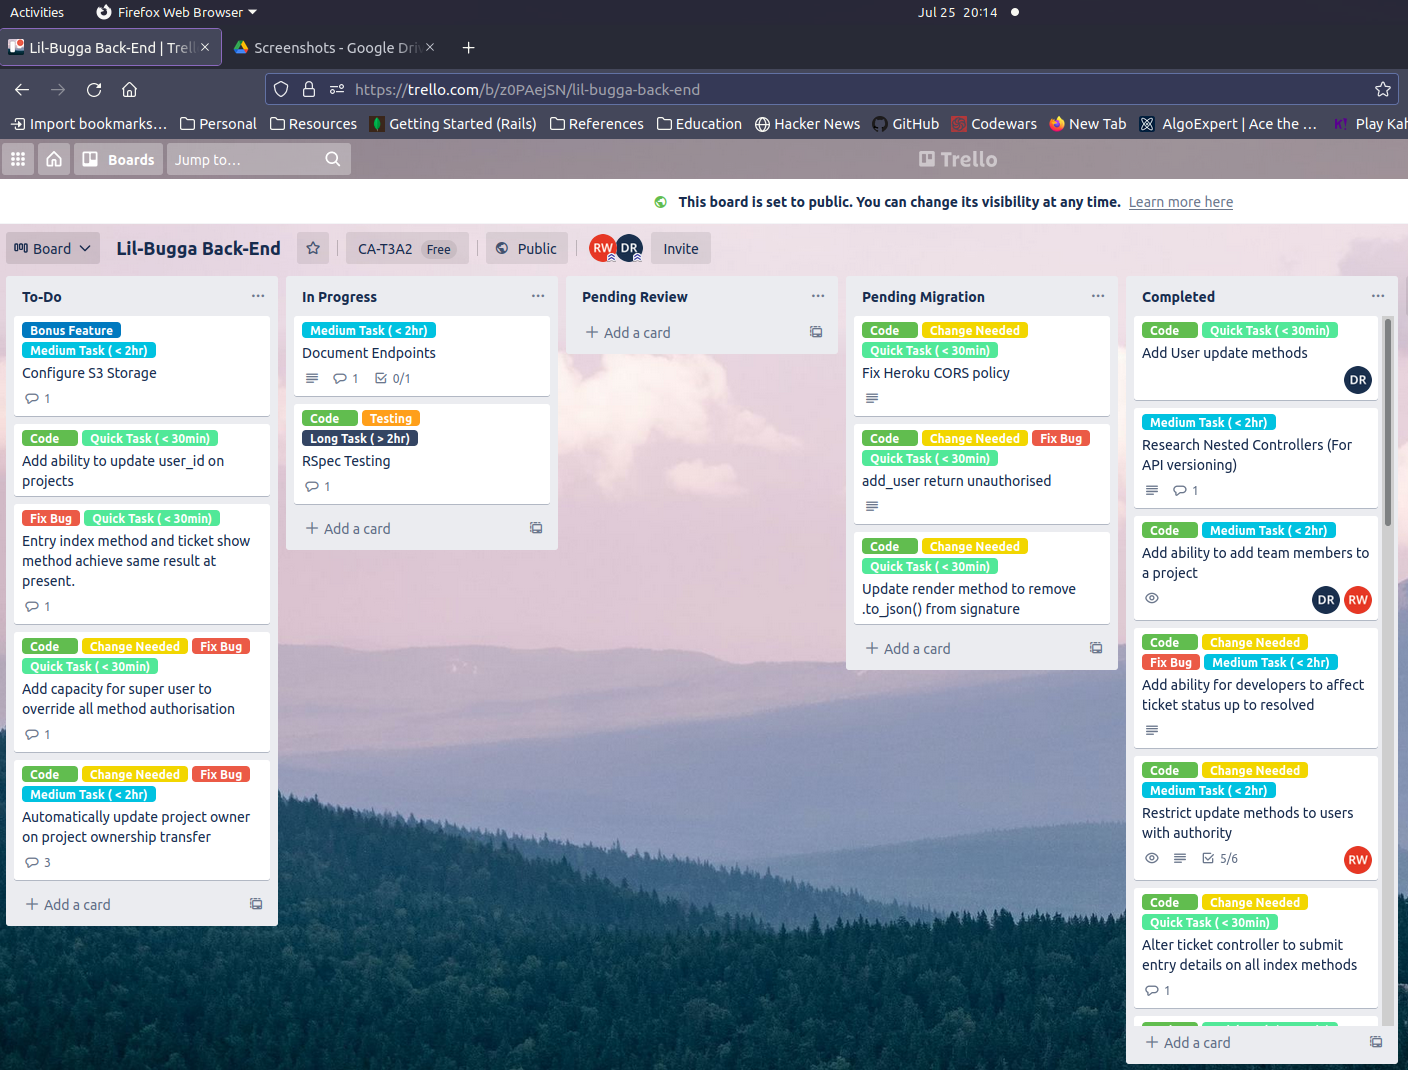 Activities
Firefox Web Browser
Jul 25 20:14
Lil-Bugga Back-End | Trel
Screenshots - Google Driv
https://trello.com/b/z0PAejSN/lil-bugga-back-end
Import bookmarks...
Personal
Resources
Getting Started (Rails)
References
Education
Hacker News
GitHub
Codewars
New Tab
AlgoExpert | Ace the ...
Play Kah
Boards
Jump to...
Trello
This board is set to public. You can change its visibility at any time. Learn more here
Board
Lil-Bugga Back-End
CA-T3A2 Free
Public
RW DR
Invite
To-Do
Bonus Feature
Medium Task ( < 2hr)
Configure S3 Storage
1
Code Quick Task ( < 30min)
Add ability to update user_id on
projects
Fix Bug Quick Task ( < 30min)
Entry index method and ticket show
method achieve same result at
present.
1
Code Change Needed Fix Bug
Quick Task ( < 30min)
Add capacity for super user to
override all method authorisation
1
Code Change Needed Fix Bug
Medium Task ( < 2hr)
Automatically update project owner
on project ownership transfer
3
+ Add a card
In Progress
Medium Task ( < 2hr)
Document Endpoints
1 0/1
Code Testing
Long Task ( > 2hr)
RSpec Testing
1
+ Add a card
Pending Review
+ Add a card
Pending Migration
Code Change Needed
Quick Task ( < 30min)
Fix Heroku CORS policy
Code Change Needed Fix Bug
Quick Task ( < 30min)
add_user return unauthorised
Code Change Needed
Quick Task ( < 30min)
Update render method to remove
.to_json() from signature
+ Add a card
Completed
Code Quick Task ( < 30min)
Add User update methods
DR
Medium Task ( < 2hr)
Research Nested Controllers (For
API versioning)
1
Code Medium Task ( < 2hr)
Add ability to add team members to
a project
DR RW
Code Change Needed
Fix Bug Medium Task ( < 2hr)
Add ability for developers to affect
ticket status up to resolved
Code Change Needed
Medium Task ( < 2hr)
Restrict update methods to users
with authority
5/6
RW
Code Change Needed
Quick Task ( < 30min)
Alter ticket controller to submit
entry details on all index methods
1
+ Add a card